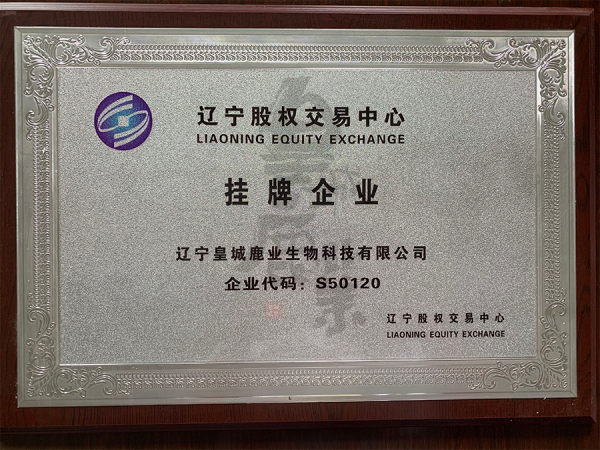 辽宁股权交易中心
LIAONING EQUITY EXCHANGE
挂牌企业
辽宁皇城鹿业生物科技有限公司
企业代码：S50120
辽宁股权交易中心
LIAONING EQUITY EXCHANGE